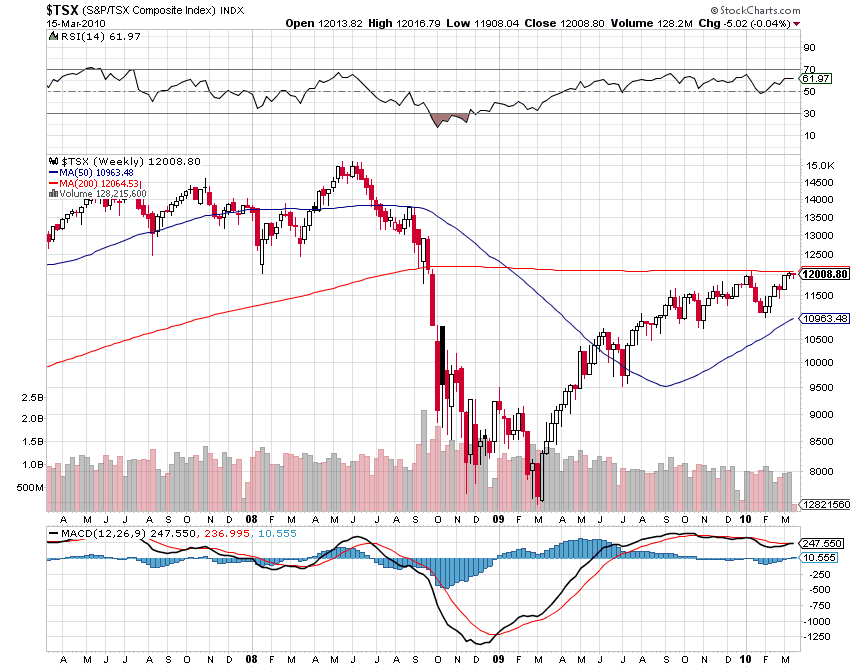 $TSX (S&P/TSX Composite Index) INDX © StockCharts.com
15-Mar-2010 Open 12013.82 High 12016.79 Low 11908.04 Close 12008.80 Volume 128.2M Chg -5.02 (-0.04%)
RSI(14) 61.97
90
70
61.97
50
30
10
$TSX (Weekly) 12008.80
MA(50) 10963.48
MA(200) 12064.53
Volume 128,215,600
15.0K
14500
14000
13500
13000
12500
12008.80
11500
10963.48
10500
10000
9500
9000
8500
8000
128215600
2.5B
2.0B
1.5B
1.0B
500M
A M J J A S O N D 08 F M A M J J A S O N D 09 F M A M J J A S O N D 10 F M
MACD(12,26,9) 247.550, 236.995, 10.555
247.550
10.555
-250
-500
-750
-1000
-1250
A M J J A S O N D 08 F M A M J J A S O N D 09 F M A M J J A S O N D 10 F M